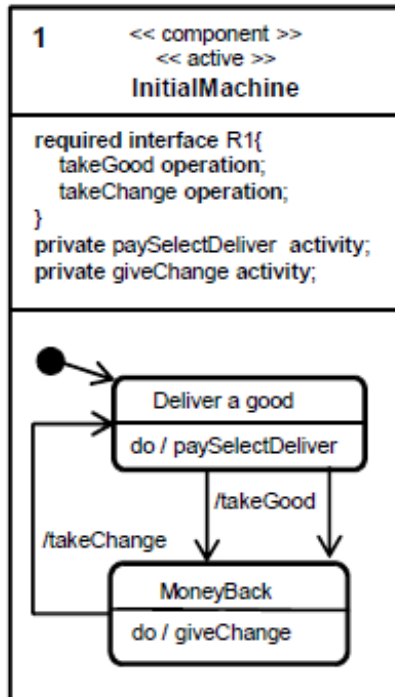 1
<< component >>
<< active >>
InitialMachine
required interface R1{
takeGood operation;
takeChange operation;
}
private paySelectDeliver activity;
private giveChange activity;
Deliver a good
do / paySelectDeliver
/takeGood
/takeChange
MoneyBack
do / giveChange